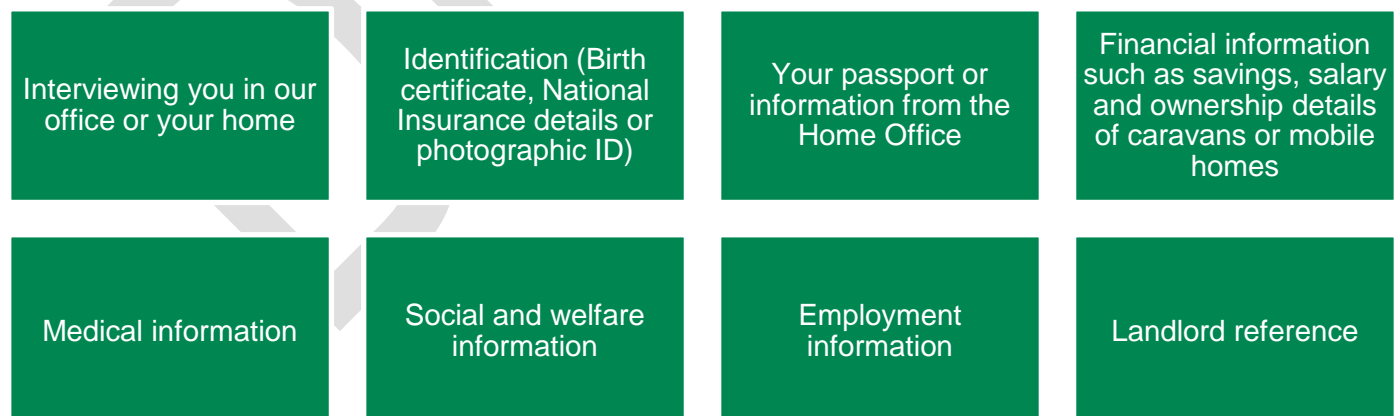 Interviewing you in our
office or your home
Identification (Birth
certificate, National
Insurance details or
photographic ID)
Your passport or
information from the
Home Office
Financial information
such as savings, salary
and ownership details
of caravans or mobile
homes
Medical information
Social and welfare
information
Employment
information
Landlord reference